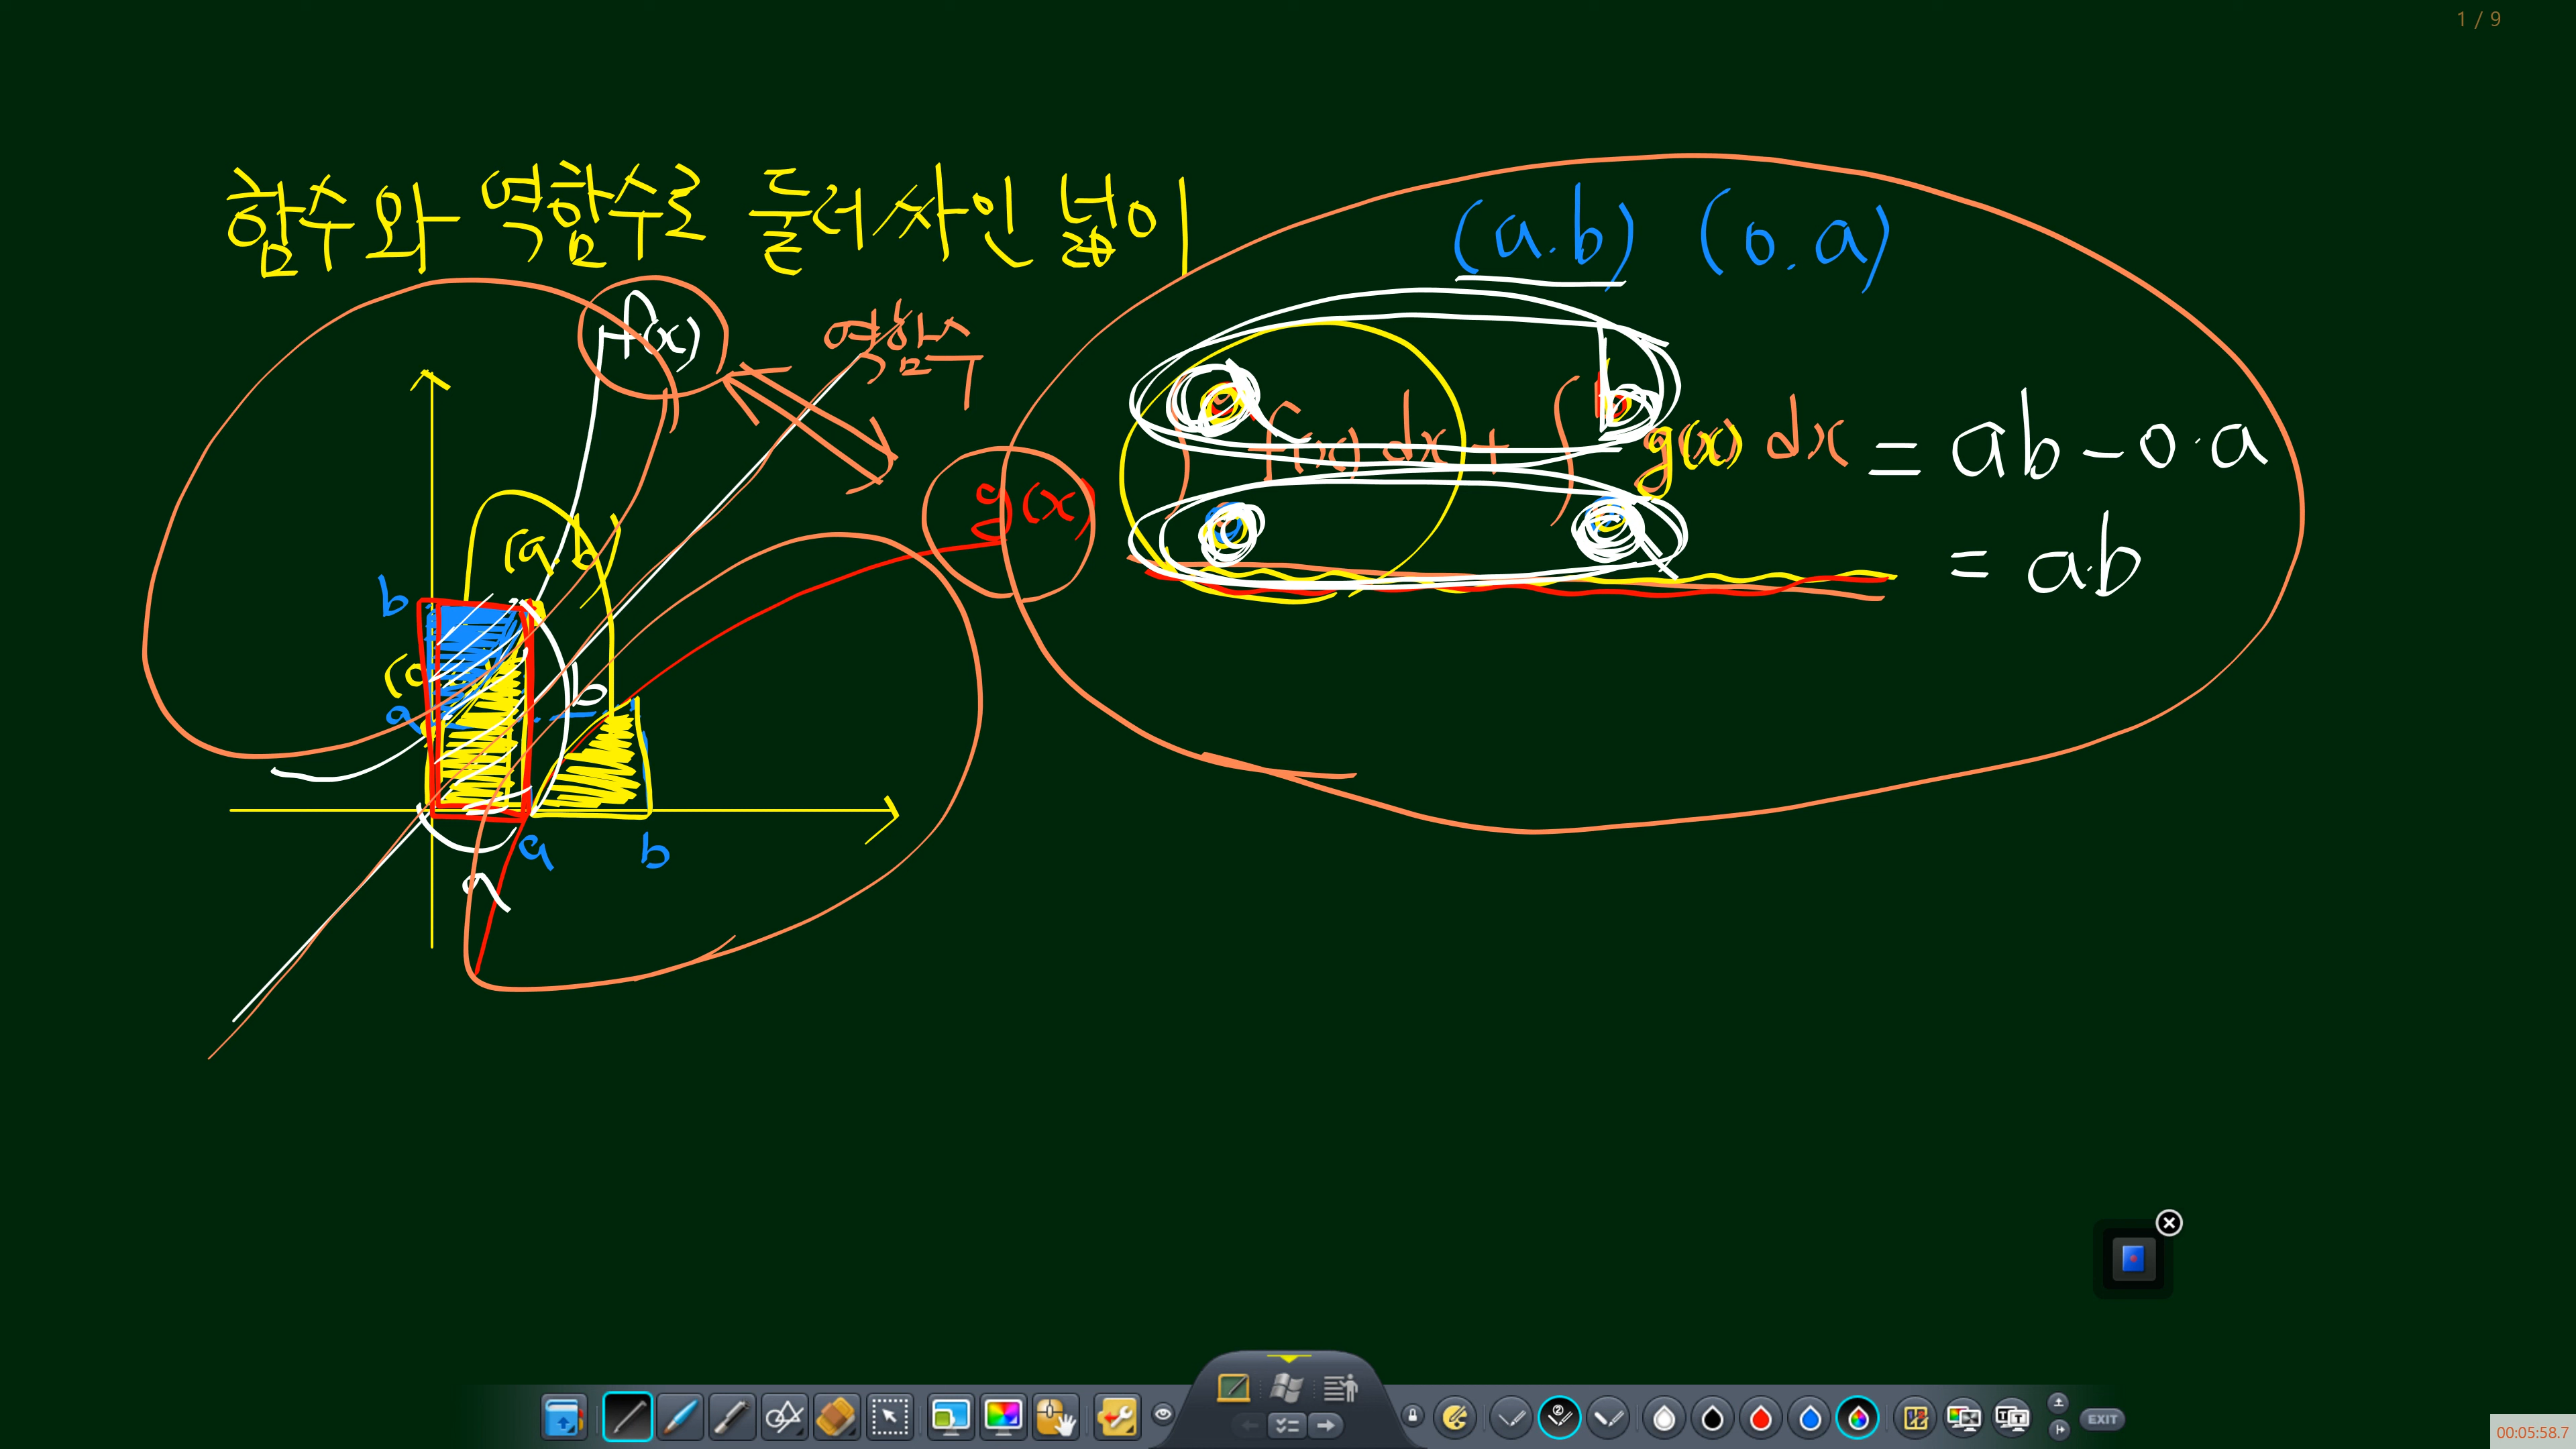 1 / 9
함수와 역함수로 둘러싸인 넓이
(a.b) (0.a)
f(x)
역함수
f(x) dx + ∫ g(x) dx = ab - 0·a
= a·b
g(x)
(a, b)
b
a
b
a b
a
EXIT
00:05:58.7